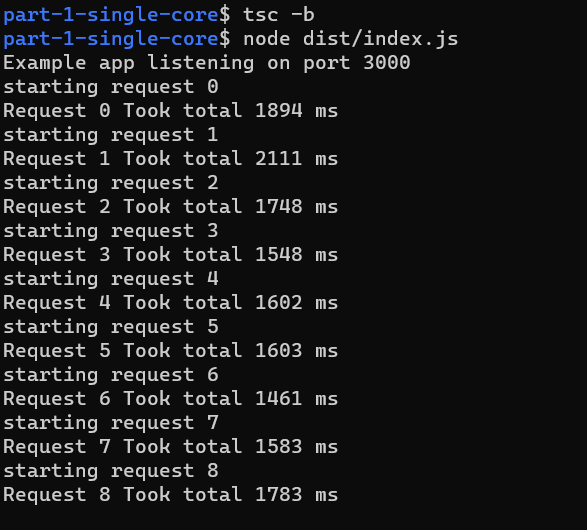 part-1-single-core$ tsc -b
part-1-single-core$ node dist/index.js
Example app listening on port 3000
starting request 0
Request 0 Took total 1894 ms
starting request 1
Request 1 Took total 2111 ms
starting request 2
Request 2 Took total 1748 ms
starting request 3
Request 3 Took total 1548 ms
starting request 4
Request 4 Took total 1602 ms
starting request 5
Request 5 Took total 1603 ms
starting request 6
Request 6 Took total 1461 ms
starting request 7
Request 7 Took total 1583 ms
starting request 8
Request 8 Took total 1783 ms